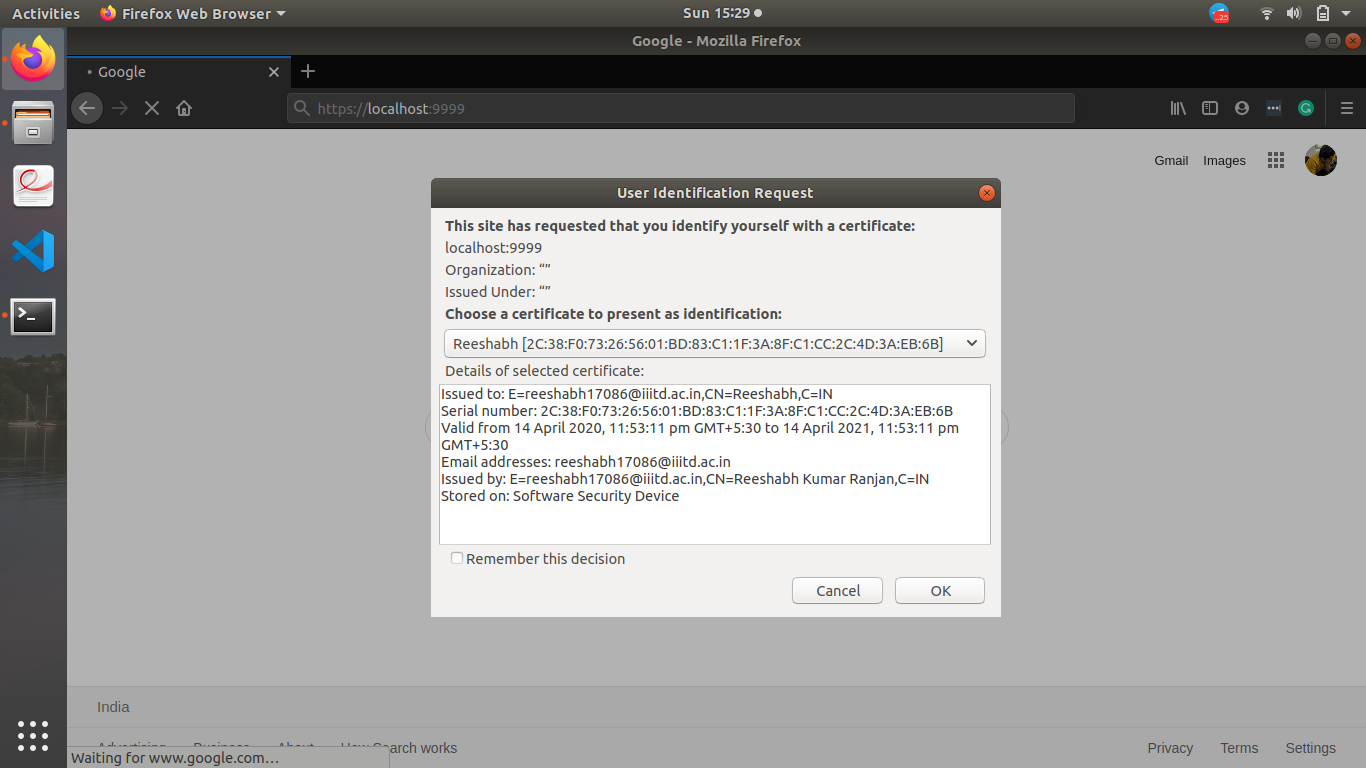 Activities Firefox Web Browser Sun 15:29
.25
Google - Mozilla Firefox
Google
https://localhost:9999
Gmail Images
User Identification Request
This site has requested that you identify yourself with a certificate:
localhost:9999
Organization: “”
Issued Under: “”
Choose a certificate to present as identification:
Reeshabh [2C:38:F0:73:26:56:01:BD:83:C1:1F:3A:8F:C1:CC:2C:4D:3A:EB:6B]
Details of selected certificate:
Issued to: E=reeshabh17086@iiitd.ac.in,CN=Reeshabh,C=IN
Serial number: 2C:38:F0:73:26:56:01:BD:83:C1:1F:3A:8F:C1:CC:2C:4D:3A:EB:6B
Valid from 14 April 2020, 11:53:11 pm GMT+5:30 to 14 April 2021, 11:53:11 pm
GMT+5:30
Email addresses: reeshabh17086@iiitd.ac.in
Issued by: E=reeshabh17086@iiitd.ac.in,CN=Reeshabh Kumar Ranjan,C=IN
Stored on: Software Security Device
Remember this decision
Cancel OK
India
Advertising Business About How Search works Privacy Terms Settings
Waiting for www.google.com…